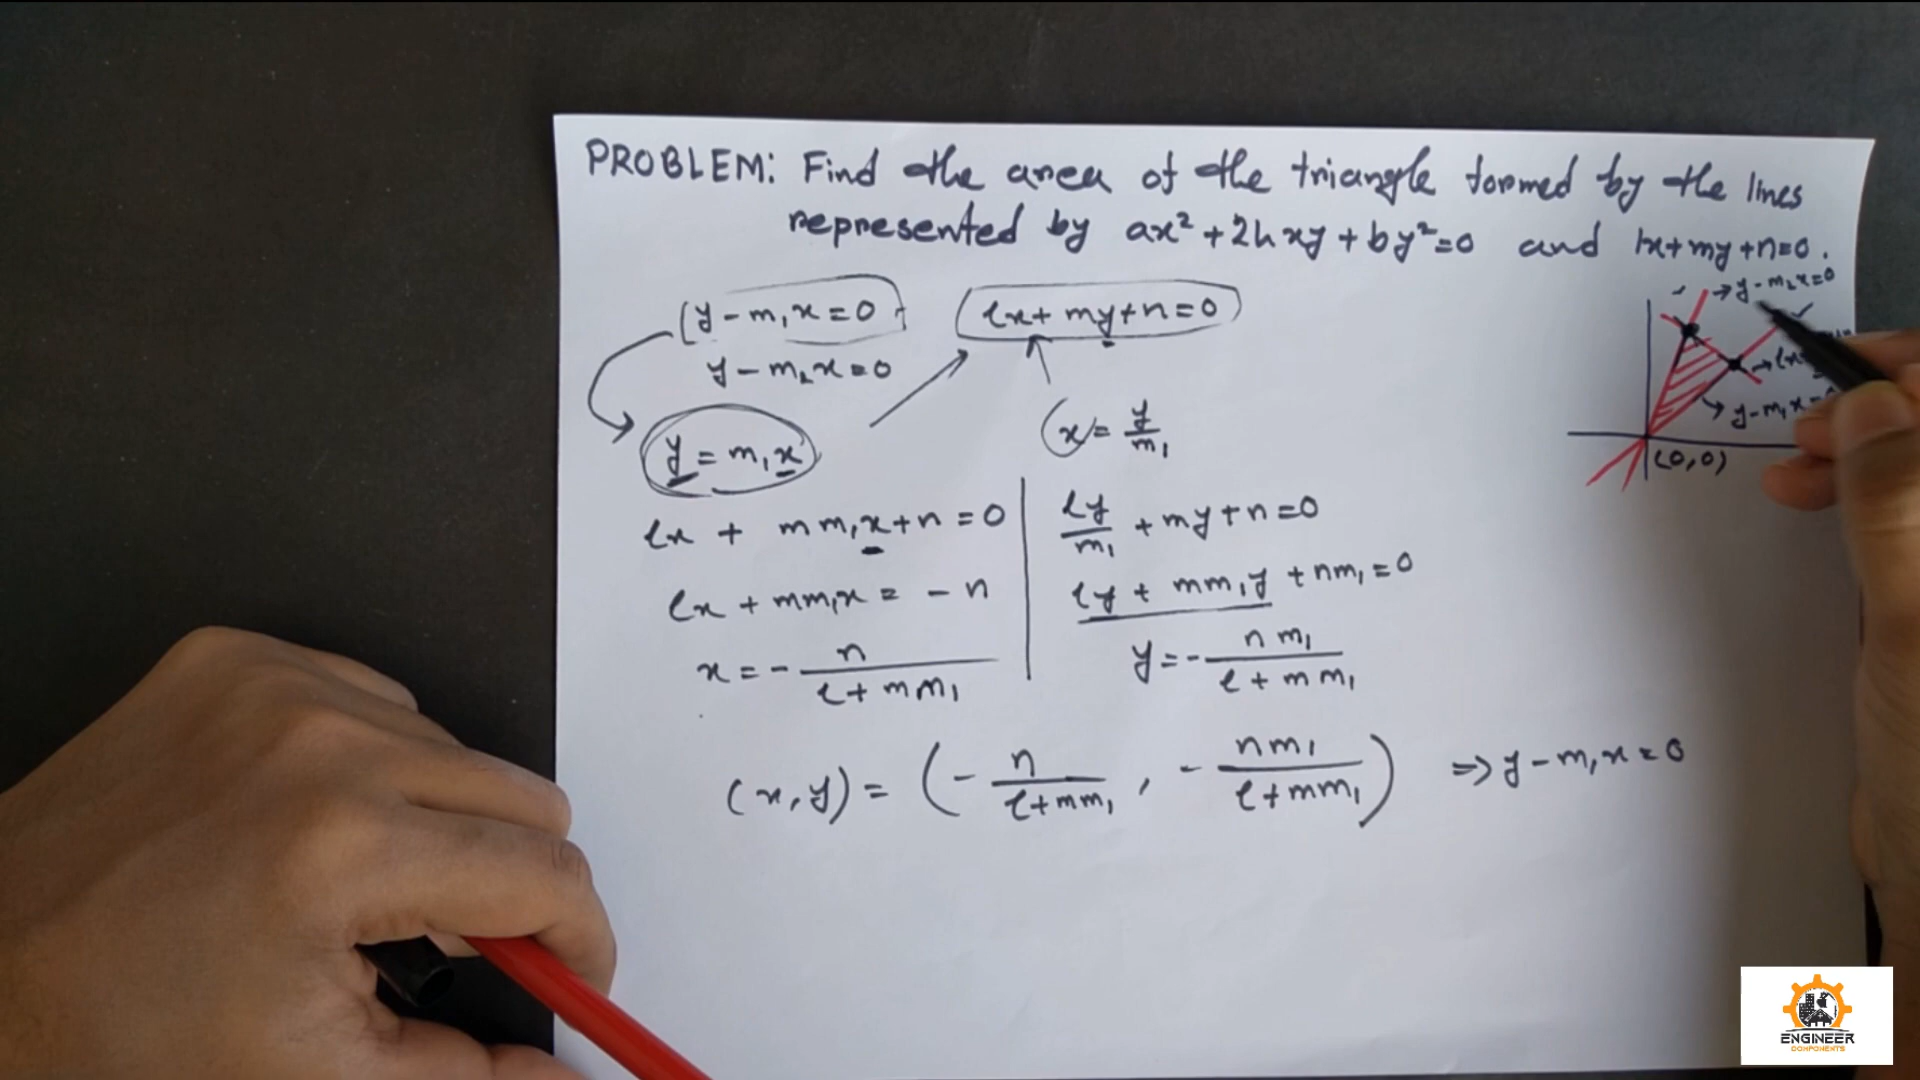 PROBLEM: Find the area of the triangle formed by the lines
represented by ax²+2hxy+by²=0 and lx+my+n=0.
y-m₁x=0
lx+my+n=0
y-m₂x=0
y=m₁x
x=y/m₁
lx + mm₁x+n=0
ly/m₁+my+n=0
lx+mm₁x=-n
ly+mm₁y+nm₁=0
x=-n/l+mm₁
y=-nm₁/l+mm₁
(x,y)=(-n/l+mm₁, -nm₁/l+mm₁) ⇒y-m₁x=0
→y-m₂x=0
→lx
→y-m₁x=
(0,0)
ENGINEER
COMPONENTS